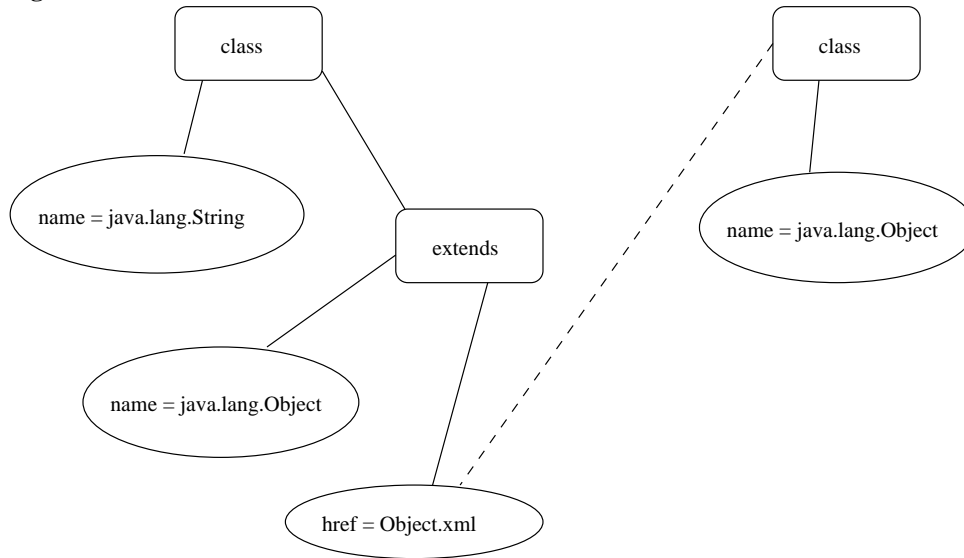 class
class
name = java.lang.String
name = java.lang.Object
extends
name = java.lang.Object
href = Object.xml